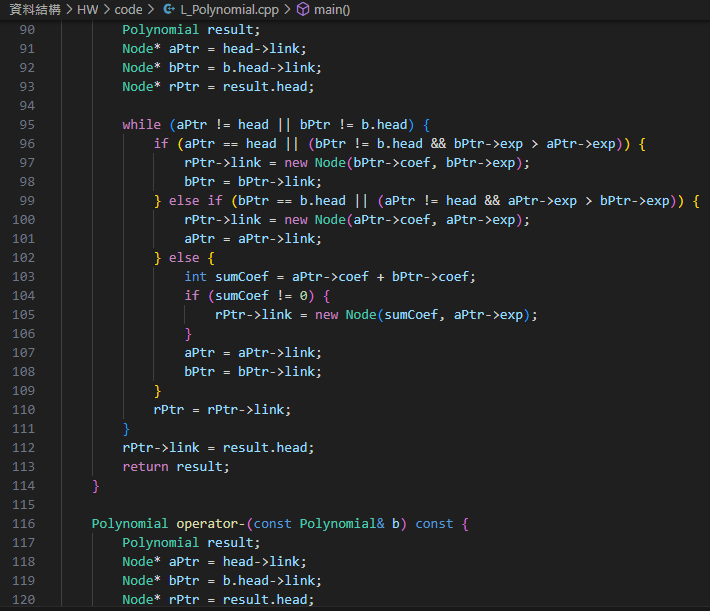 資料結構 > HW > code > L_Polynomial.cpp > main()
90 Polynomial result;
91 Node* aPtr = head->link;
92 Node* bPtr = b.head->link;
93 Node* rPtr = result.head;
94
95 while (aPtr != head || bPtr != b.head) {
96 if (aPtr == head || (bPtr != b.head && bPtr->exp > aPtr->exp)) {
97 rPtr->link = new Node(bPtr->coef, bPtr->exp);
98 bPtr = bPtr->link;
99 } else if (bPtr == b.head || (aPtr != head && aPtr->exp > bPtr->exp)) {
100 rPtr->link = new Node(aPtr->coef, aPtr->exp);
101 aPtr = aPtr->link;
102 } else {
103 int sumCoef = aPtr->coef + bPtr->coef;
104 if (sumCoef != 0) {
105 rPtr->link = new Node(sumCoef, aPtr->exp);
106 }
107 aPtr = aPtr->link;
108 bPtr = bPtr->link;
109 }
110 rPtr = rPtr->link;
111 }
112 rPtr->link = result.head;
113 return result;
114 }
115
116 Polynomial operator-(const Polynomial& b) const {
117 Polynomial result;
118 Node* aPtr = head->link;
119 Node* bPtr = b.head->link;
120 Node* rPtr = result.head;